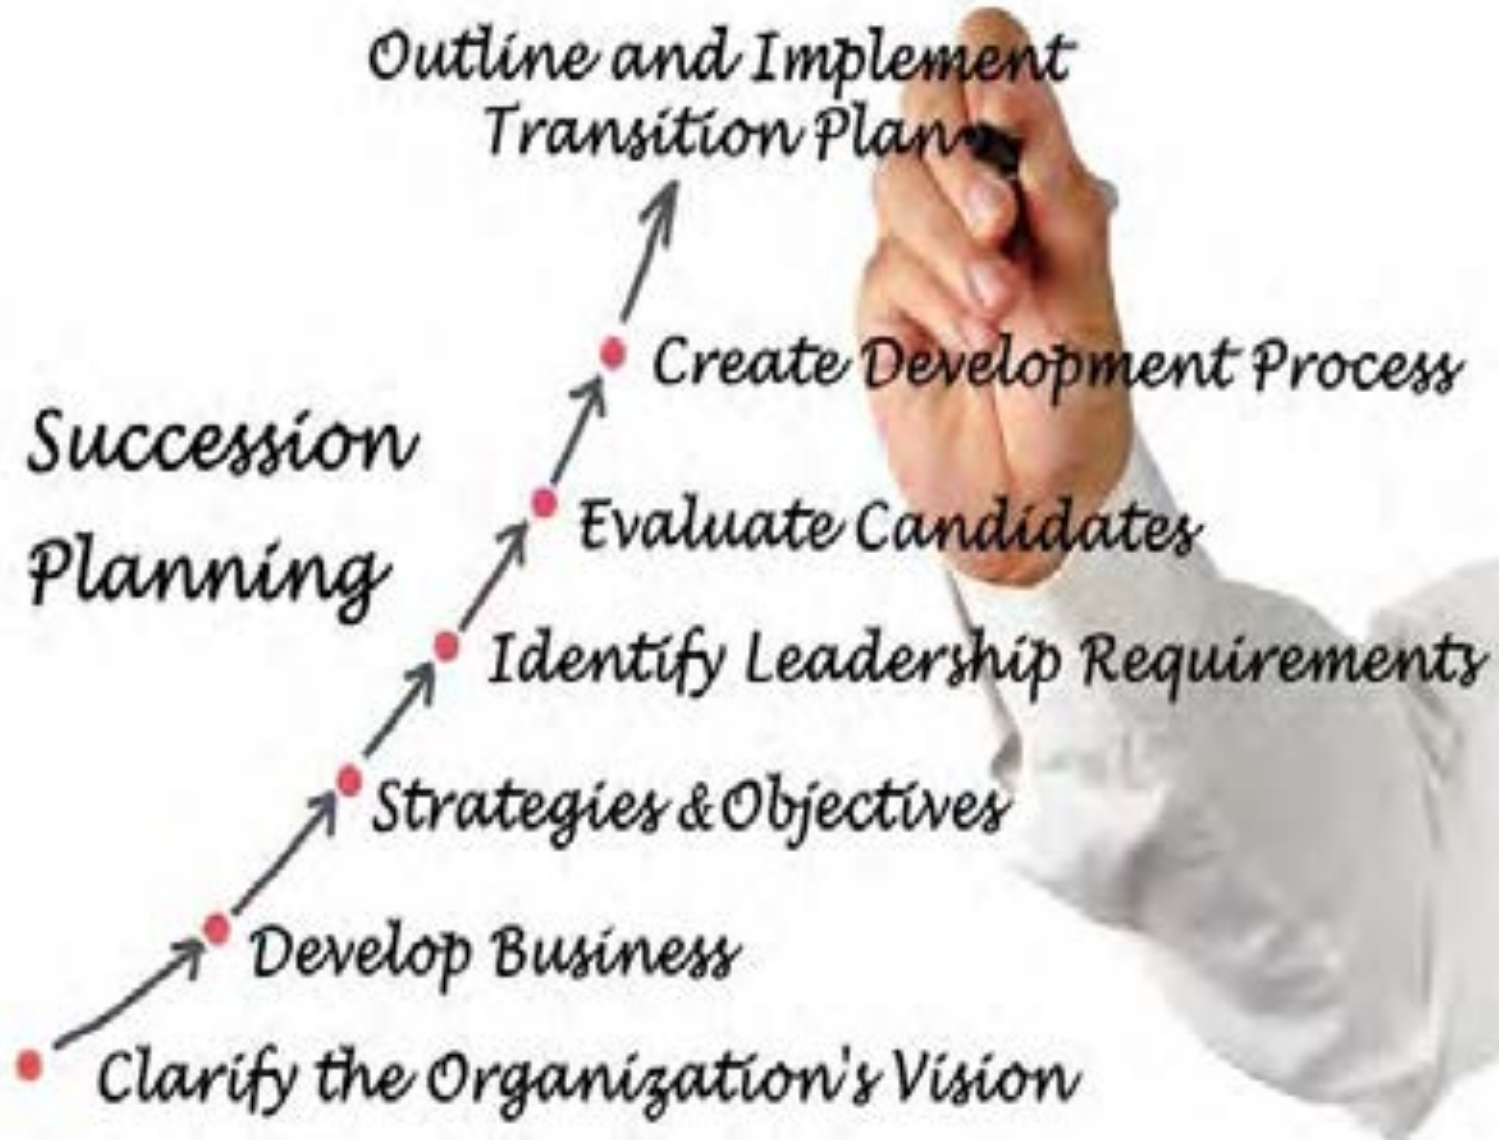 Outline and Implement
Transition Plan
Create Development Process
Succession
Planning
Evaluate Candidates
Identify Leadership Requirements
Strategies & Objectives
Develop Business
Clarify the Organization's Vision